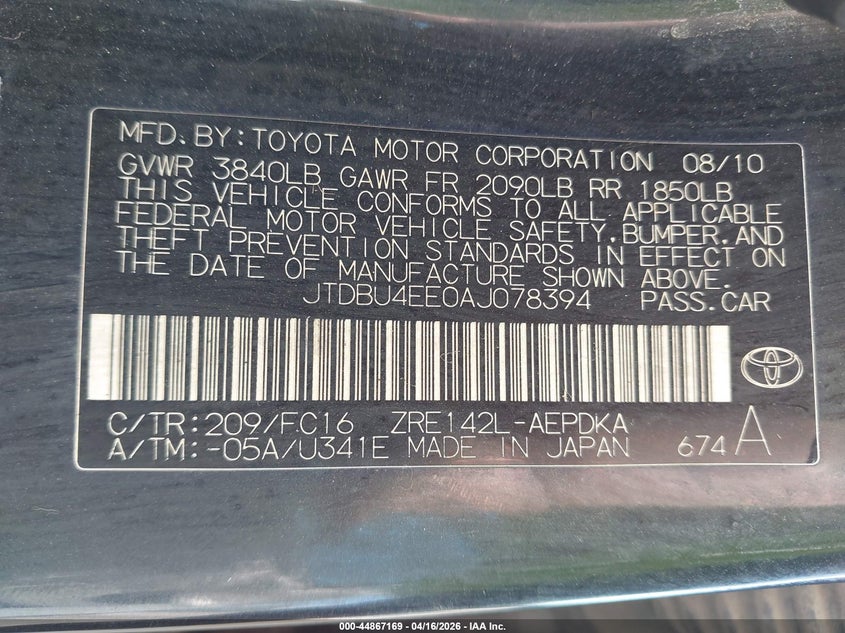 MFD.BY:TOYOTA MOTOR CORPORATION 08/10
GVWR 3840LB GAWR FR 2090LB RR 1850LB
THIS VEHICLE CONFORMS TO ALL APPLICABLE
FEDERAL MOTOR VEHICLE SAFETY,BUMPER,AND
THEFT PREVENTION STANDARDS IN EFFECT ON
THE DATE OF MANUFACTURE SHOWN ABOVE.
JTDBU4EE0AJ078394 PASS.CAR
C/TR:209/FC16 ZRE142L-AEPDKA
A/TM:-05A/U341E MADE IN JAPAN 674 A
000-44867169 | 04/16/2026 - IAA Inc.